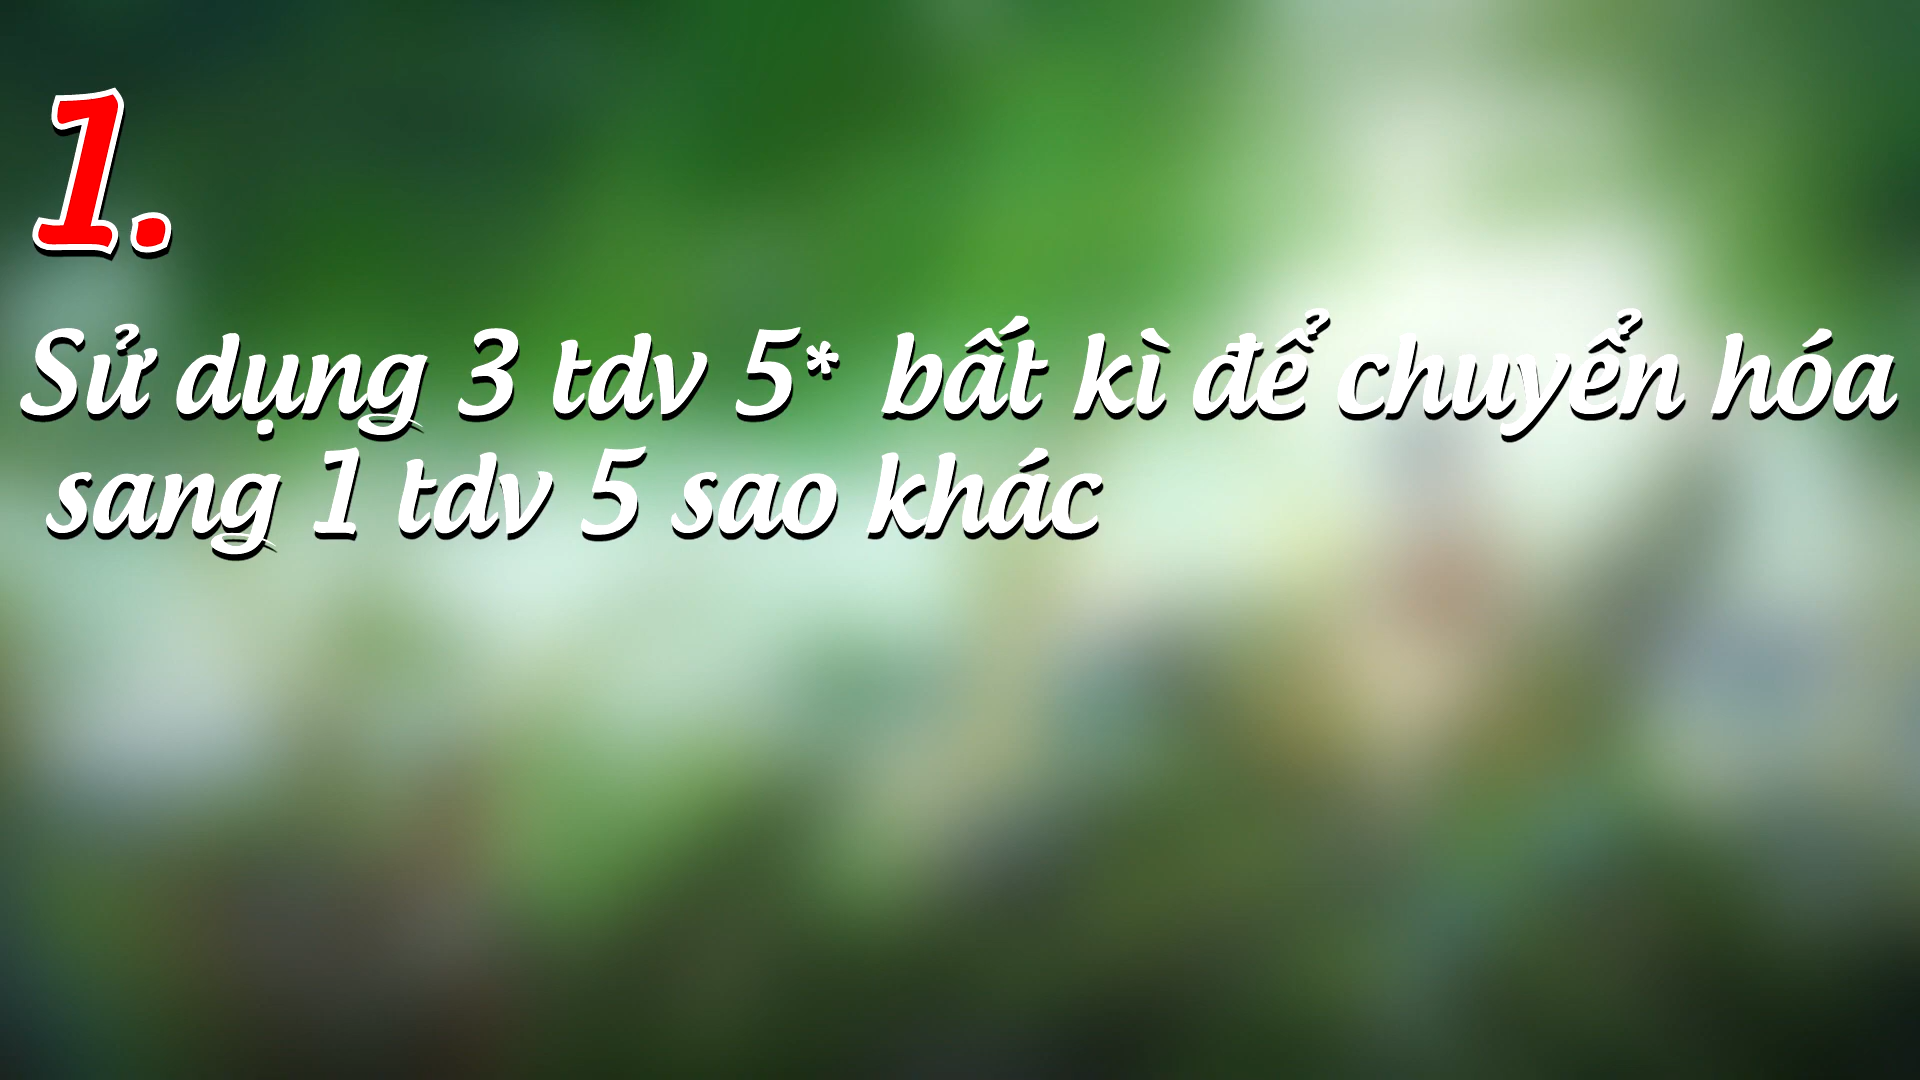 1.
Sử dụng 3 tdv 5* bất kì để chuyển hóa
sang 1 tdv 5 sao khác